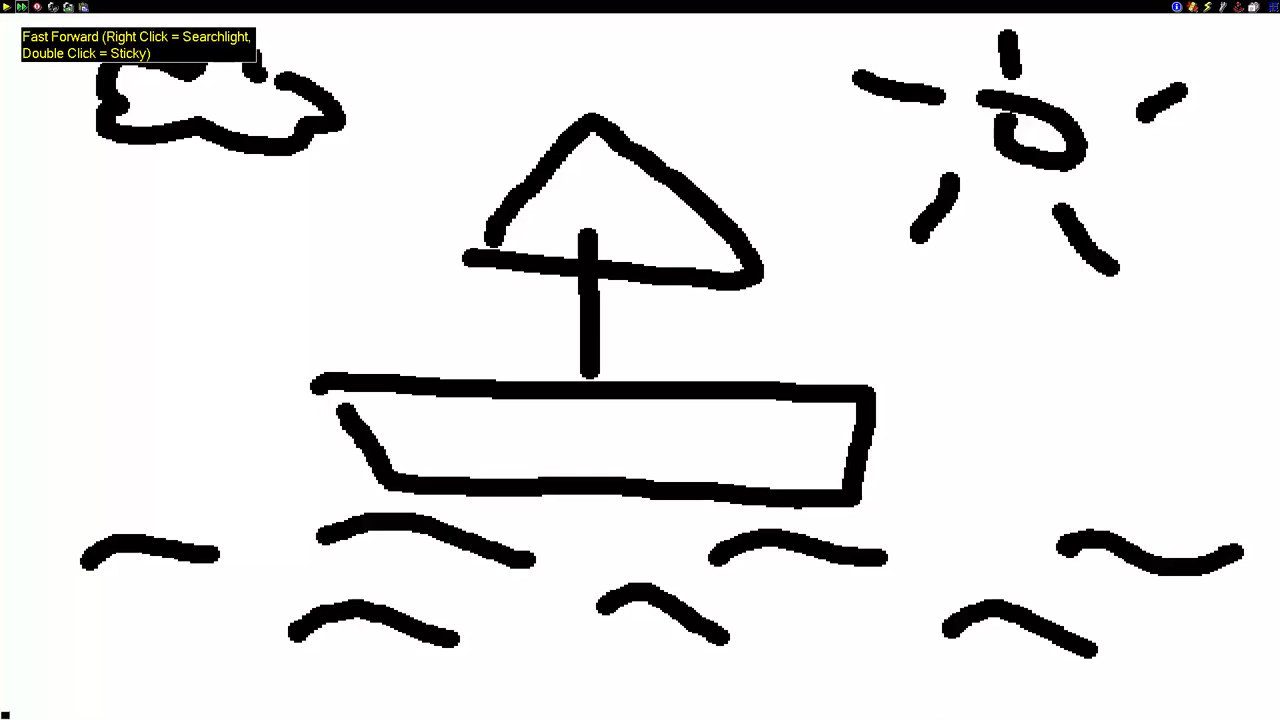 Fast Forward (Right Click = Searchlight,
Double Click = Sticky)